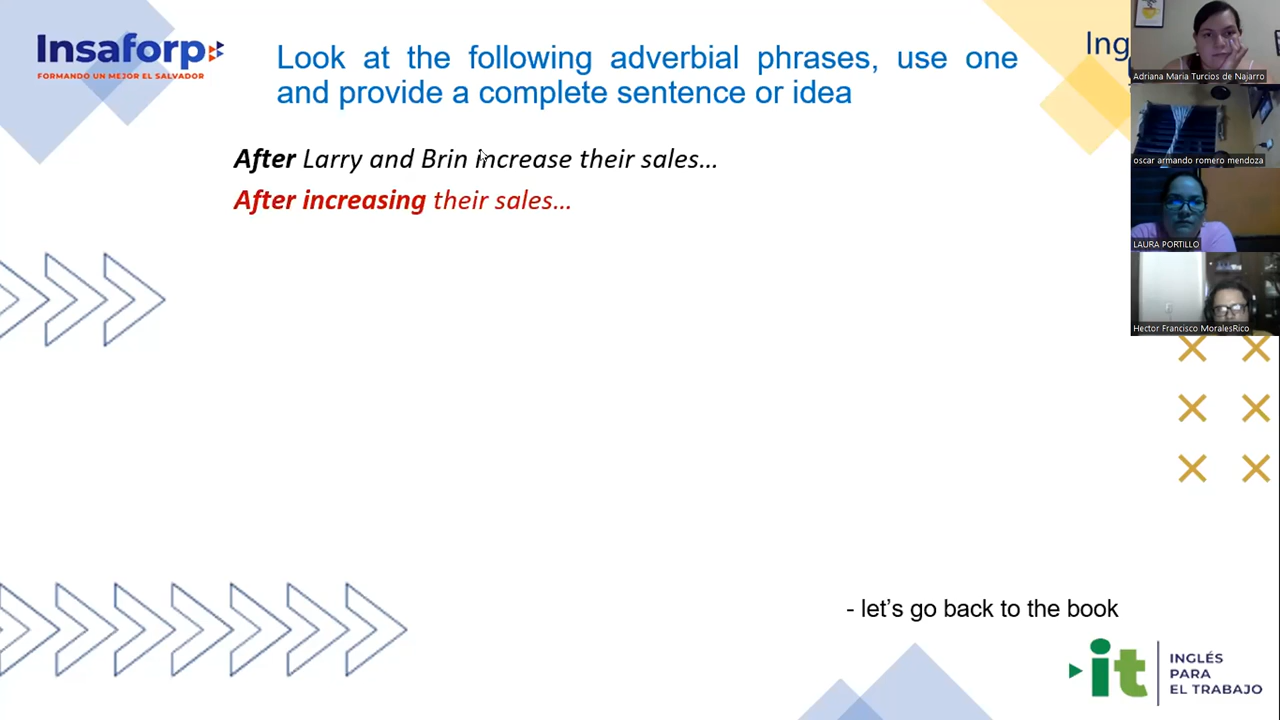 Insaforp
FORMANDO UN MEJOR EL SALVADOR
Look at the following adverbial phrases, use one
and provide a complete sentence or idea
Ing
After Larry and Brin increase their sales...
After increasing their sales...
Adriana María Turcios de Najarro
oscar armando romero mendoza
LAURA PORTILLO
Hector Francisco MoralesRico
- let's go back to the book
it
INGLÉS
PARA
EL TRABAJO